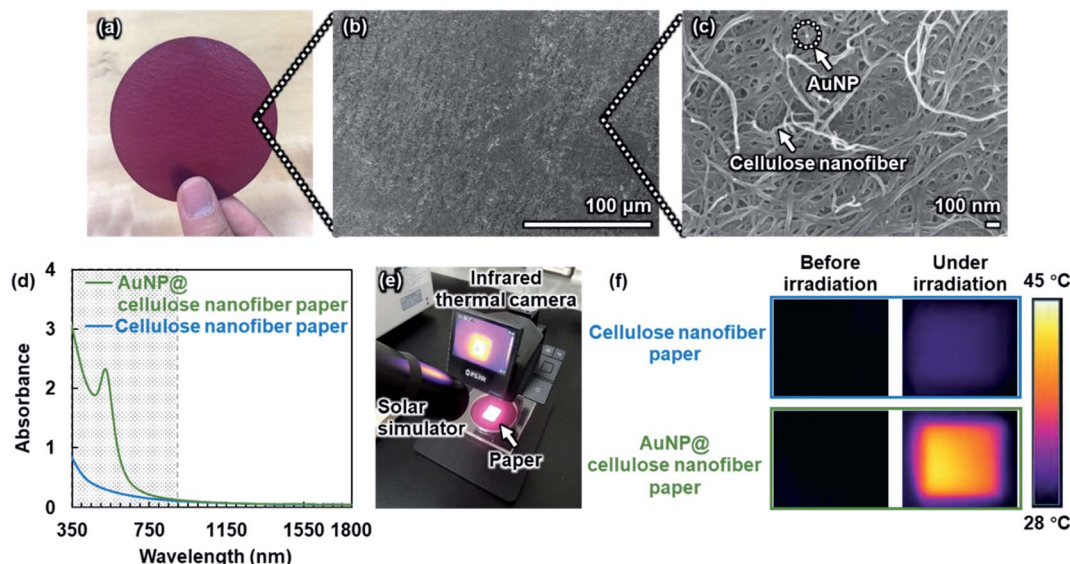 (a)
(b)
100 μm
(c)
AuNP
Cellulose nanofiber
100 nm
(d)
4
3
2
1
0
Absorbance
AuNP@
cellulose nanofiber paper
Cellulose nanofiber paper
350
750
1150
1550
1800
Wavelength (nm)
(e)
Infrared
thermal camera
FLIR
Solar
simulator
Paper
(f)
Before
irradiation
Under
irradiation
Cellulose nanofiber
paper
AuNP@
cellulose nanofiber
paper
45 °C
28 °C